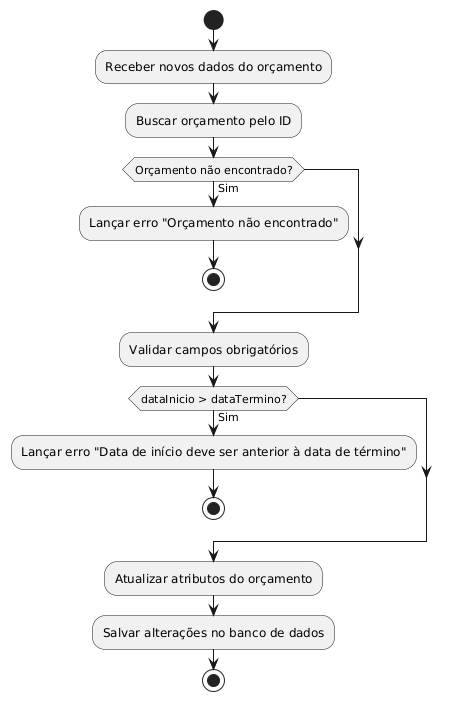 Receber novos dados do orçamento
Buscar orçamento pelo ID
Orçamento não encontrado?
Sim
Lançar erro "Orçamento não encontrado"
Validar campos obrigatórios
dataInicio > dataTermino?
Sim
Lançar erro "Data de início deve ser anterior à data de término"
Atualizar atributos do orçamento
Salvar alterações no banco de dados